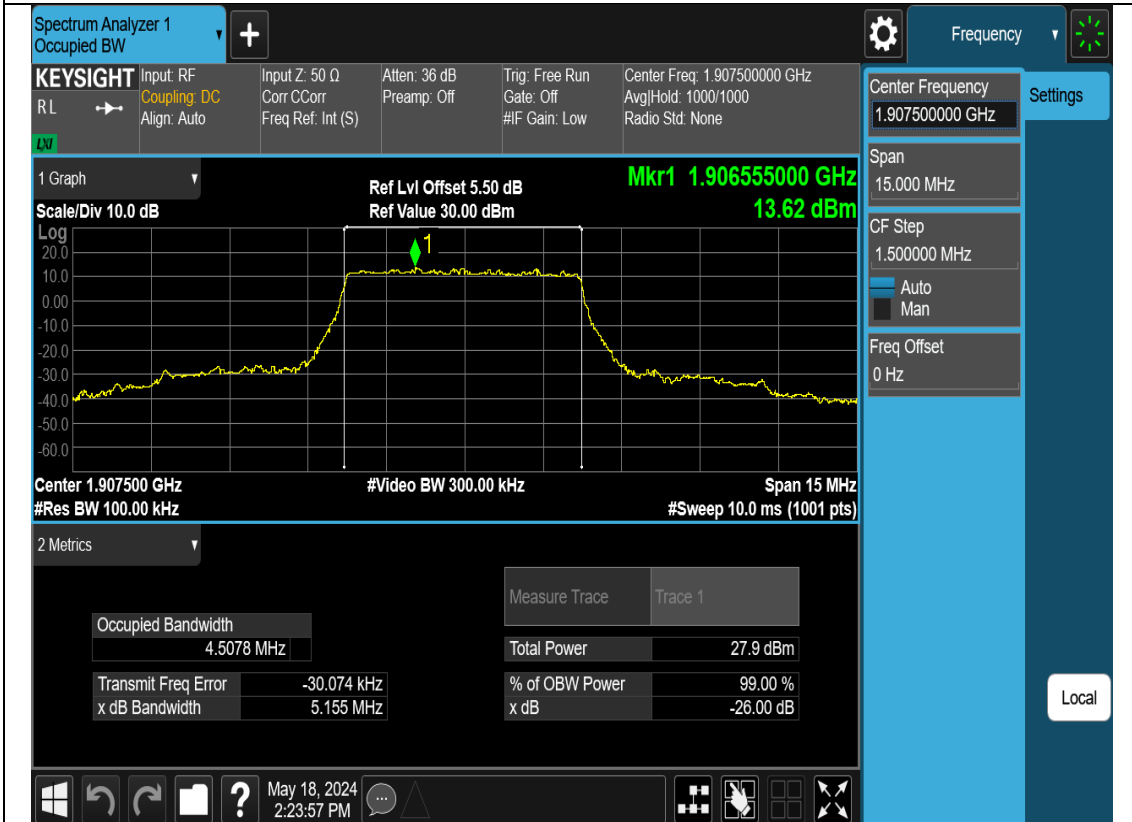 Spectrum Analyzer 1
Occupied BW
+
Frequency
KEYSIGHT
RL
LXI
Input: RF
Coupling: DC
Align: Auto
Input Z: 50 Ω
Corr CCorr
Freq Ref: Int (S)
Atten: 36 dB
Preamp: Off
Trig: Free Run
Gate: Off
#IF Gain: Low
Center Freq: 1.907500000 GHz
Avg|Hold: 1000/1000
Radio Std: None
Center Frequency
1.907500000 GHz
Settings
Span
15.000 MHz
CF Step
1.500000 MHz
Auto
Man
Freq Offset
0 Hz
Local
1 Graph
Ref Lvl Offset 5.50 dB
Mkr1 1.906555000 GHz
Scale/Div 10.0 dB
Ref Value 30.00 dBm
13.62 dBm
Log
1
20.0
10.0
0.00
-10.0
-20.0
-30.0
-40.0
-50.0
-60.0
Center 1.907500 GHz
#Video BW 300.00 kHz
Span 15 MHz
#Res BW 100.00 kHz
#Sweep 10.0 ms (1001 pts)
2 Metrics
Measure Trace
Trace 1
Occupied Bandwidth
4.5078 MHz
Total Power
27.9 dBm
Transmit Freq Error
-30.074 kHz
% of OBW Power
99.00 %
x dB Bandwidth
5.155 MHz
x dB
-26.00 dB
?
May 18, 2024
2:23:57 PM